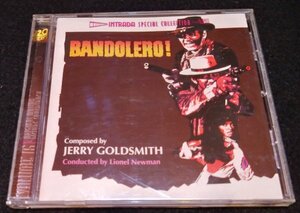 INTRADA SPECIAL COLLECTION
BANDOLERO!
Composed by
JERRY GOLDSMITH
Conducted by Lionel Newman